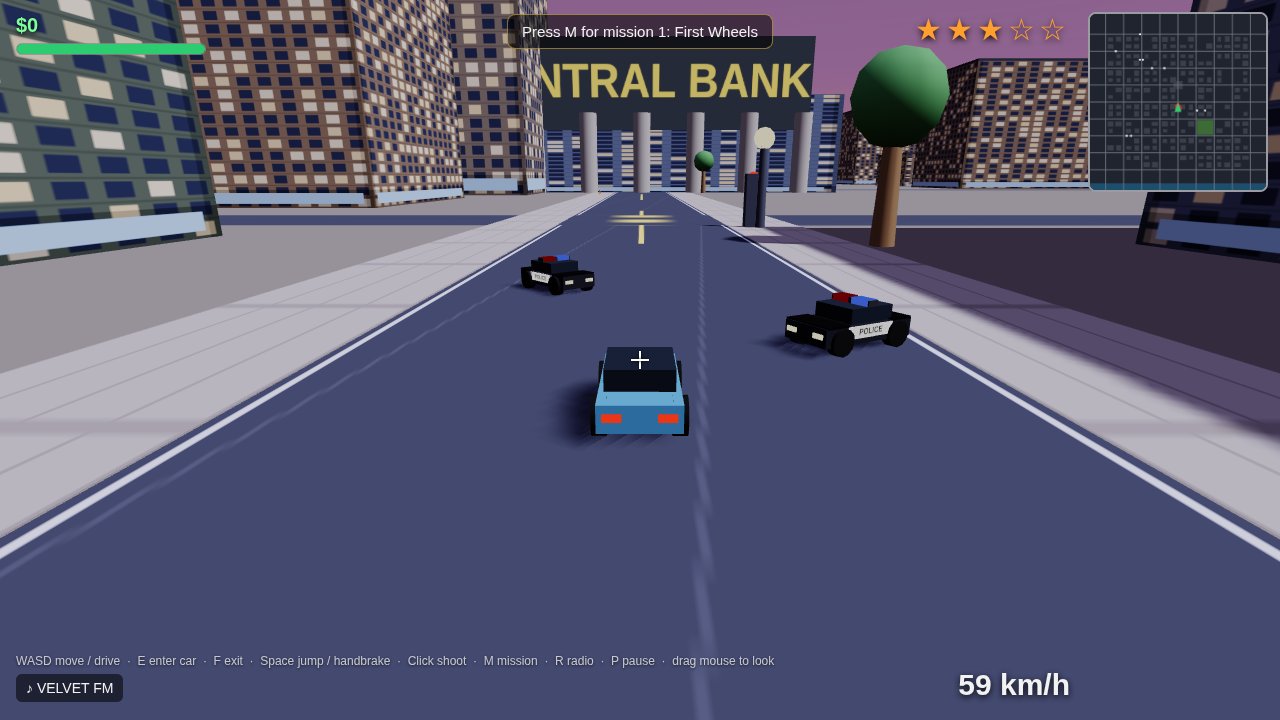 $0
Press M for mission 1: First Wheels
NTRAL BANK
POLICE
POLICE
WASD move / drive · E enter car · F exit · Space jump / handbrake · Click shoot · M mission · R radio · P pause · drag mouse to look
♪ VELVET FM
59 km/h